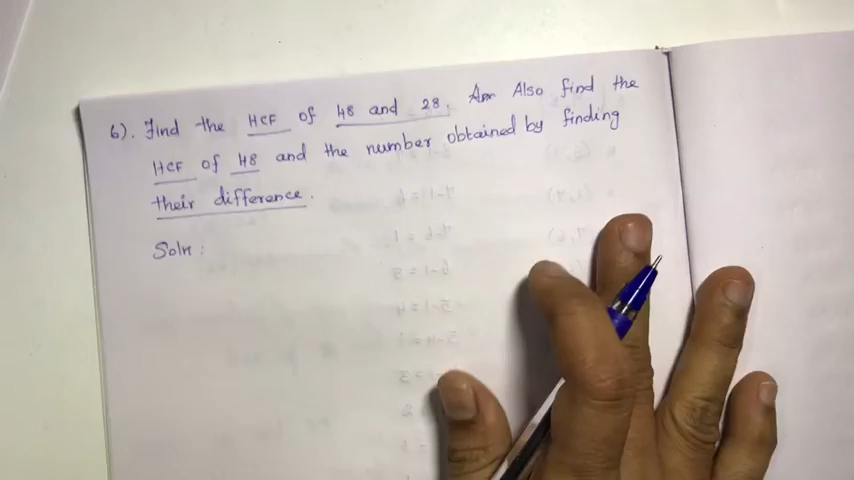 6). Find the HCF of 48 and 28. Am Also find the
HCF of 48 and the number obtained by finding
their difference.
Soln :